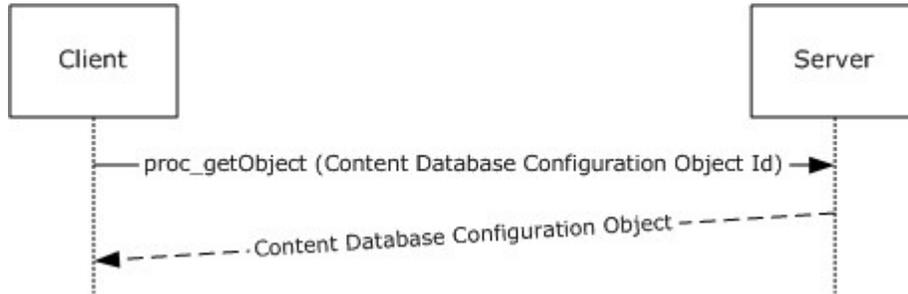 Client
Server
proc_getObject (Content Database Configuration Object Id)
Content Database Configuration Object